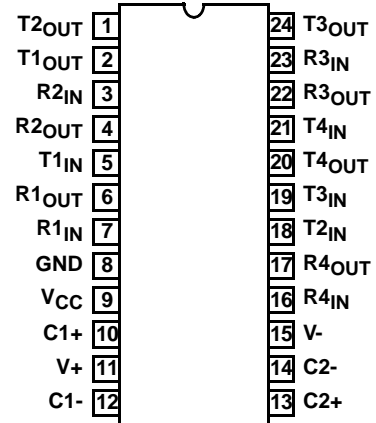 T2OUT 1 24 T3OUT
T1OUT 2 23 R3IN
R2IN 3 22 R3OUT
R2OUT 4 21 T4IN
T1IN 5 20 T4OUT
R1OUT 6 19 T3IN
R1IN 7 18 T2IN
GND 8 17 R4OUT
VCC 9 16 R4IN
C1+ 10 15 V-
V+ 11 14 C2-
C1- 12 13 C2+